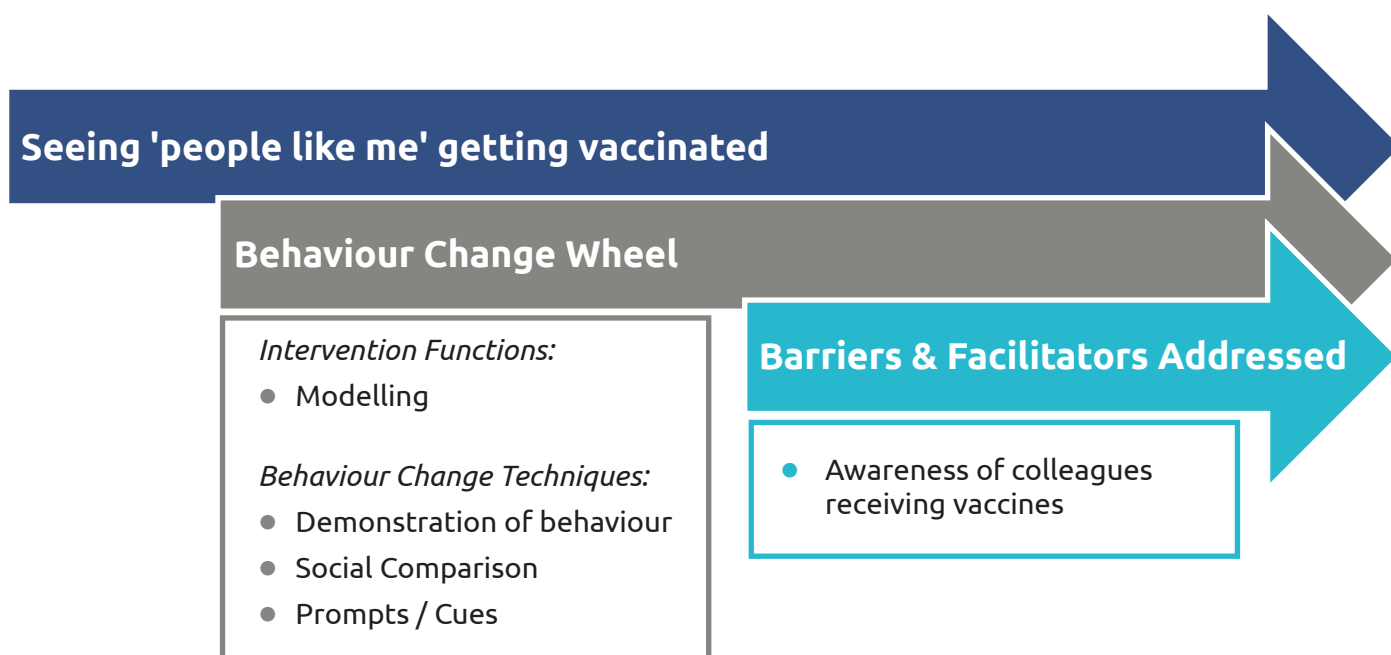 Seeing 'people like me' getting vaccinated
Behaviour Change Wheel
Intervention Functions:
● Modelling
Behaviour Change Techniques:
● Demonstration of behaviour
● Social Comparison
● Prompts / Cues
Barriers & Facilitators Addressed
● Awareness of colleagues
receiving vaccines